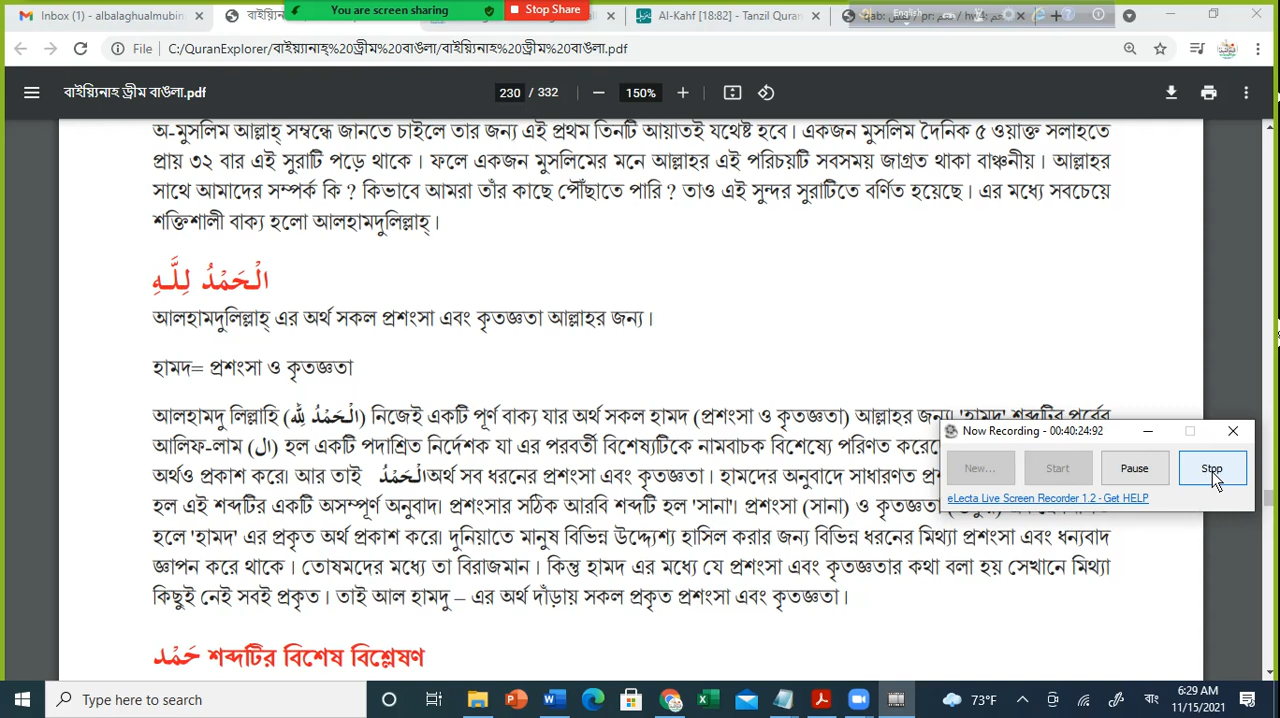 Inbox (1) - albalaghualmubin
You are screen sharing
Stop Share
Al-Kahf [18:82] - Tanzil Quran
English
File
C:/QuranExplorer/বাইয়্যানাহ্%20ড্রীম%20বাঙলা/বাইয়্যিনাহ%20ড্রীম%20বাঙলা.pdf
বাইয়্যিনাহ ড্রীম বাঙলা.pdf
230 / 332
150%
অ-মুসলিম আল্লাহ্ সম্বন্ধে জানতে চাইলে তার জন্য এই প্রথম তিনটি আয়াতই যথেষ্ট হবে। একজন মুসলিম দৈনিক ৫ ওয়াক্ত সলাহতে
প্রায় ৩২ বার এই সুরাটি পড়ে থাকে। ফলে একজন মুসলিমের মনে আল্লাহর এই পরিচয়টি সবসময় জাগ্রত থাকা বাঞ্চনীয়। আল্লাহর
সাথে আমাদের সম্পর্ক কি ? কিভাবে আমরা তাঁর কাছে পৌঁছাতে পারি ? তাও এই সুন্দর সুরাটিতে বর্ণিত হয়েছে। এর মধ্যে সবচেয়ে
শক্তিশালী বাক্য হলো আলহামদুলিল্লাহ্।
الْحَمْدُ لِلَّـهِ
আলহামদুলিল্লাহ্ এর অর্থ সকল প্রশংসা এবং কৃতজ্ঞতা আল্লাহর জন্য।
হামদ= প্রশংসা ও কৃতজ্ঞতা
আলহামদু লিল্লাহি (الْحَمْدُ لِلّٰهِ) নিজেই একটি পূর্ণ বাক্য যার অর্থ সকল হামদ (প্রশংসা ও কৃতজ্ঞতা) আল্লাহর জন্য। 'হামদ' শব্দটির পূর্বের
আলিফ-লাম (ال) হল একটি পদাশ্রিত নির্দেশক যা এর পরবর্তী বিশেষ্যটিকে নামবাচক বিশেষ্যে পরিণত
অর্থও প্রকাশ করে। আর তাই الْحَمْدُ অর্থ সব ধরনের প্রশংসা এবং কৃতজ্ঞতা। হামদের অনুবাদে সাধারণত
হল এই শব্দটির একটি অসম্পূর্ণ অনুবাদ। প্রশংসার সঠিক আরবি শব্দটি হল 'সানা'। প্রশংসা (সানা) ও
হলে 'হামদ' এর প্রকৃত অর্থ প্রকাশ করে। দুনিয়াতে মানুষ বিভিন্ন উদ্দ্যেশ্য হাসিল করার জন্য বিভিন্ন ধরনের মিথ্যা প্রশংসা এবং ধন্যবাদ
জ্ঞাপন করে থাকে। তোষমদের মধ্যে তা বিরাজমান। কিন্তু হামদ এর মধ্যে যে প্রশংসা এবং কৃতজ্ঞতার কথা বলা হয় সেখানে মিথ্যা
কিছুই নেই সবই প্রকৃত। তাই আল হামদু – এর অর্থ দাঁড়ায় সকল প্রকৃত প্রশংসা এবং কৃতজ্ঞতা।
حَمْد শব্দটির বিশেষ বিশ্লেষণ
Now Recording - 00:40:24:92
New...
Start
Pause
Stop
eLecta Live Screen Recorder 1.2 - Get HELP
Type here to search
73°F
বাং
6:29 AM
11/15/2021